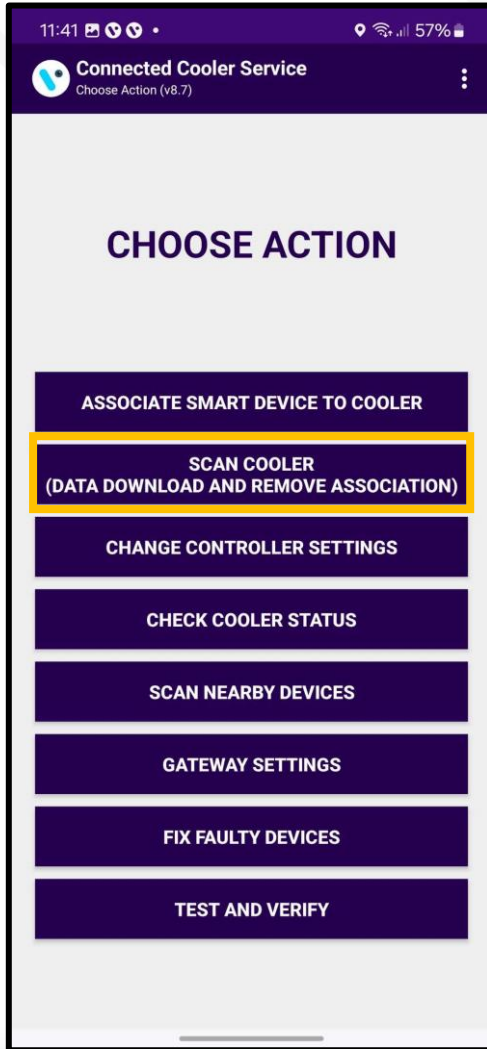 11:41
57%
Connected Cooler Service
Choose Action (v8.7)
CHOOSE ACTION
ASSOCIATE SMART DEVICE TO COOLER
SCAN COOLER
(DATA DOWNLOAD AND REMOVE ASSOCIATION)
CHANGE CONTROLLER SETTINGS
CHECK COOLER STATUS
SCAN NEARBY DEVICES
GATEWAY SETTINGS
FIX FAULTY DEVICES
TEST AND VERIFY